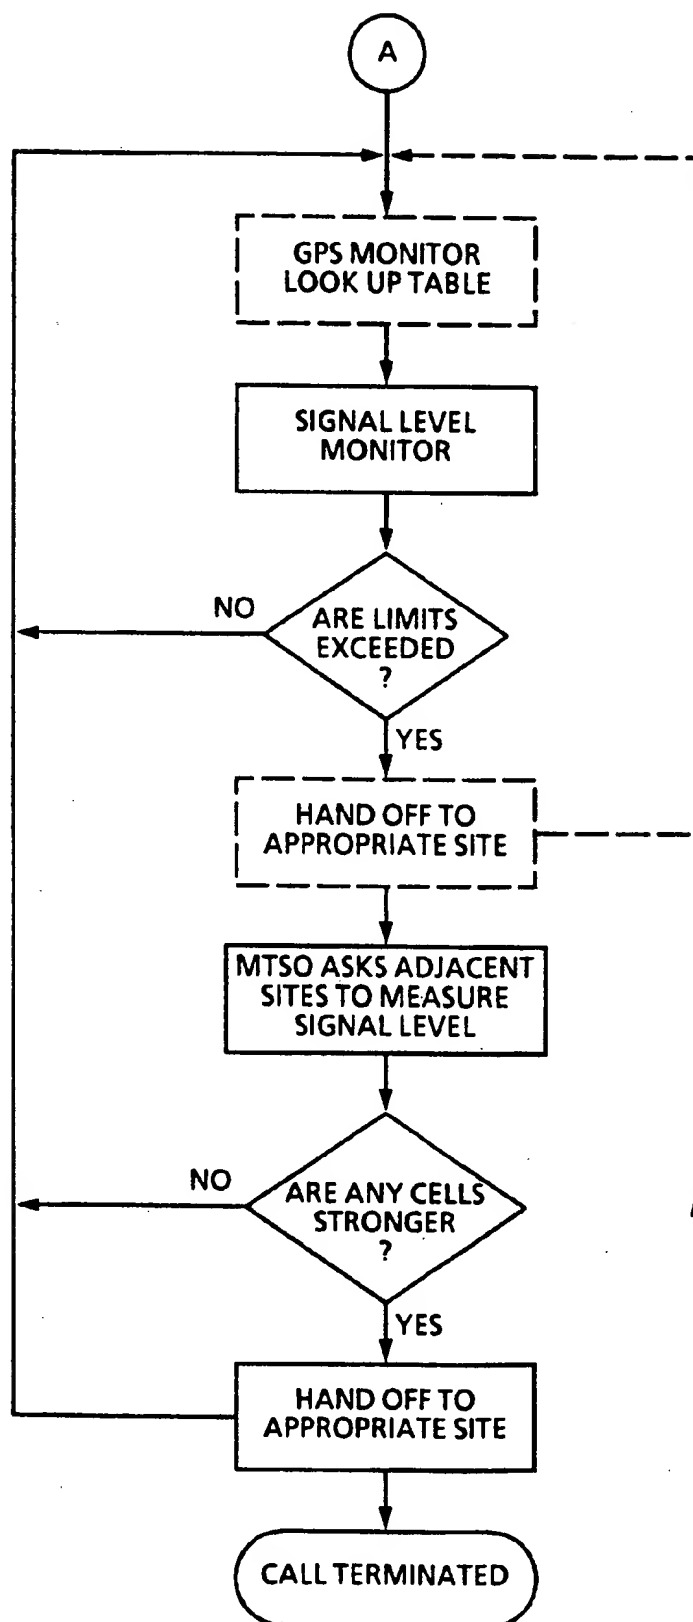 A
GPS MONITOR
LOOK UP TABLE
SIGNAL LEVEL
MONITOR
NO
ARE LIMITS
EXCEEDED
?
YES
HAND OFF TO
APPROPRIATE SITE
MTSO ASKS ADJACENT
SITES TO MEASURE
SIGNAL LEVEL
NO
ARE ANY CELLS
STRONGER
?
YES
HAND OFF TO
APPROPRIATE SITE
CALL TERMINATED